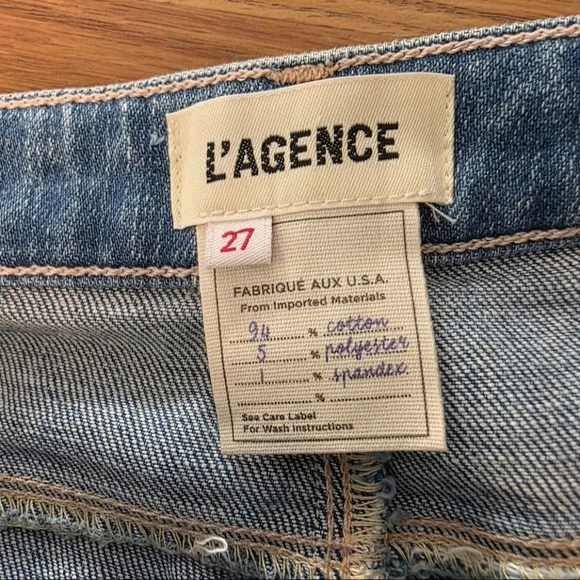 L'AGENCE
27
FABRIQUÉ AUX U.S.A.
From Imported Materials
94 % cotton
5 % polyester
1 % spandex
%
See Care Label
For Wash Instructions